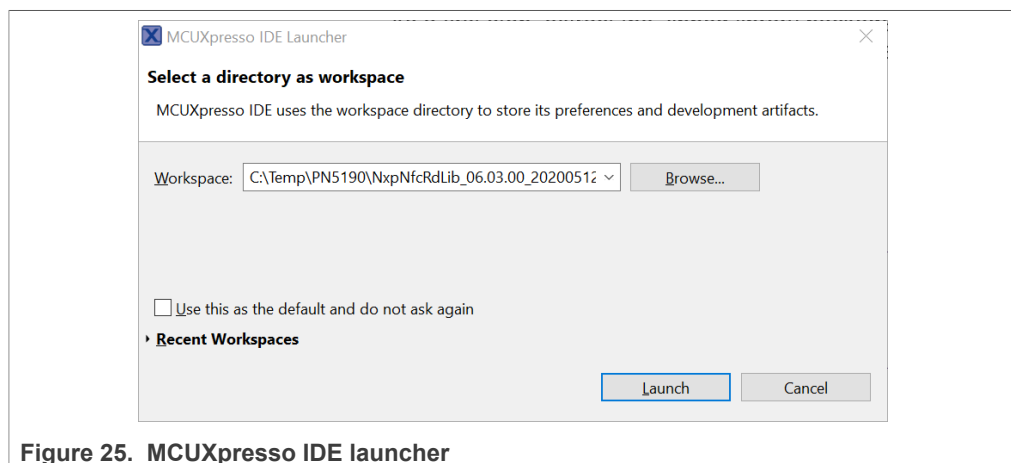 MCUXpresso IDE Launcher
Select a directory as workspace
MCUXpresso IDE uses the workspace directory to store its preferences and development artifacts.
Workspace: C:\Temp\PN5190\NxpNfcRdLib_06.03.00_20200512 Browse...
Use this as the default and do not ask again
Recent Workspaces
Launch Cancel
Figure 25. MCUXpresso IDE launcher